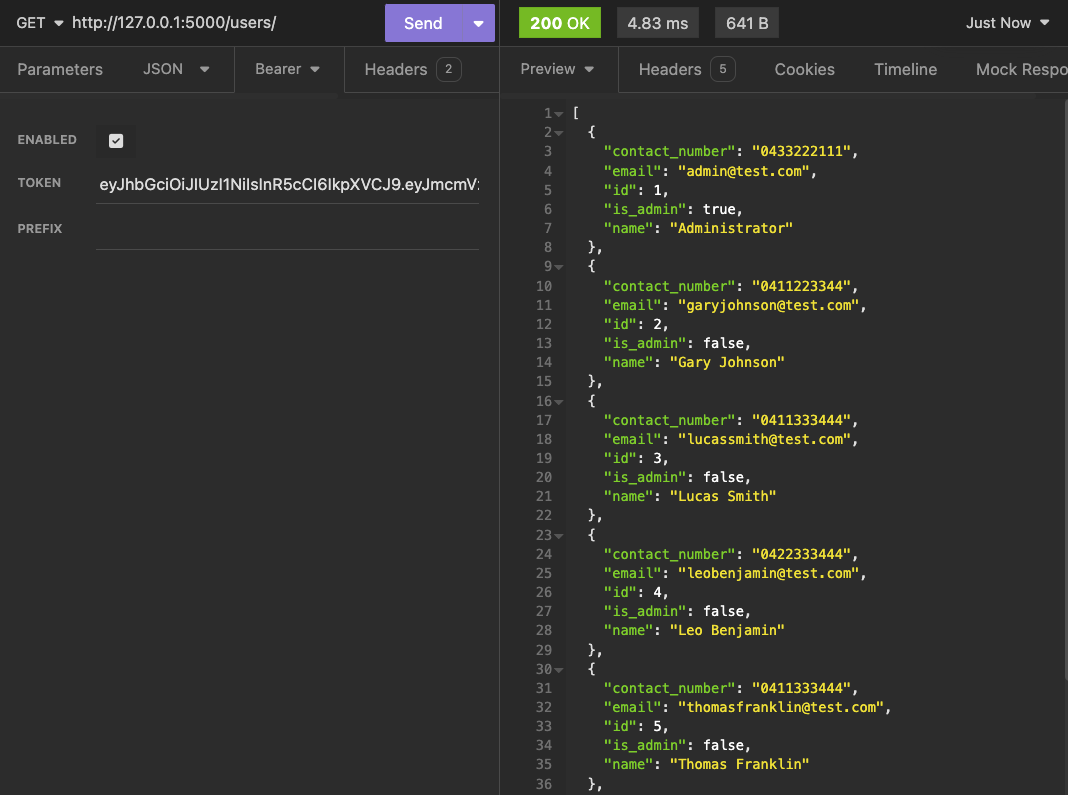 GET http://127.0.0.1:5000/users/ Send 200 OK 4.83 ms 641 B Just Now
Parameters JSON Bearer Headers 2 Preview Headers 5 Cookies Timeline Mock Respo
ENABLED
TOKEN eyJhbGciOiJIUzI1NiIsInR5cCI6IkpXVCJ9.eyJmcmV
PREFIX
1 [
2 {
3 "contact_number": "0433222111",
4 "email": "admin@test.com",
5 "id": 1,
6 "is_admin": true,
7 "name": "Administrator"
8 },
9 {
10 "contact_number": "0411223344",
11 "email": "garyjohnson@test.com",
12 "id": 2,
13 "is_admin": false,
14 "name": "Gary Johnson"
15 },
16 {
17 "contact_number": "0411333444",
18 "email": "lucassmith@test.com",
19 "id": 3,
20 "is_admin": false,
21 "name": "Lucas Smith"
22 },
23 {
24 "contact_number": "0422333444",
25 "email": "leobenjamin@test.com",
26 "id": 4,
27 "is_admin": false,
28 "name": "Leo Benjamin"
29 },
30 {
31 "contact_number": "0411333444",
32 "email": "thomasfranklin@test.com",
33 "id": 5,
34 "is_admin": false,
35 "name": "Thomas Franklin"
36 },